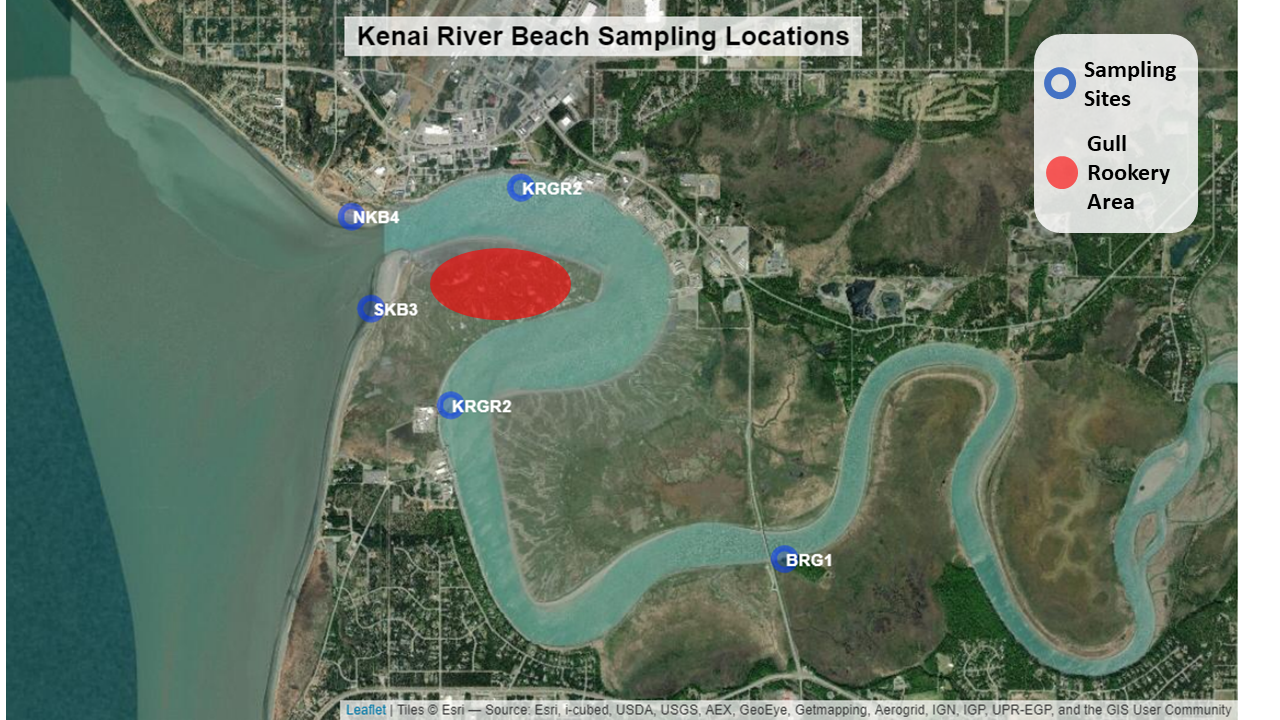 Kenai River Beach Sampling Locations
Sampling
Sites
Gull
Rookery
Area
KRGR2
NKB4
SKB3
KRGR2
BRG1
Leaflet | Tiles © Esri — Source: Esri, i-cubed, USDA, USGS, AEX, GeoEye, Getmapping, Aerogrid, IGN, IGP, UPR-EGP, and the GIS User Community